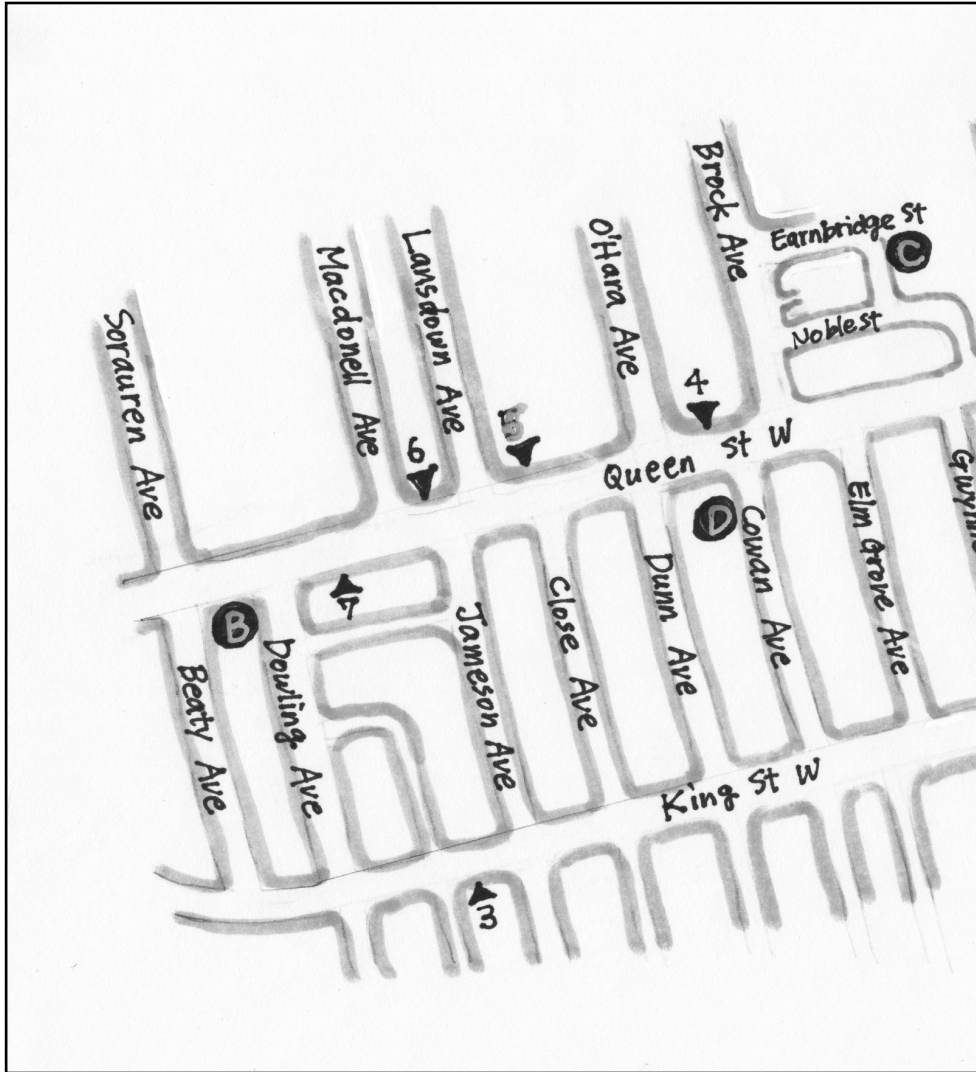 Brock Ave
Earnbridge St
C
O'Hara Ave
Lansdown Ave
Macdonell Ave
Sorauren Ave
Noble st
4
5
6
Queen St W
D
Cowan Ave
Elm Grove Ave
Gwynne
7
Close Ave
Dunn Ave
Jameson Ave
B
Dowling Ave
Beaty Ave
King St W
3